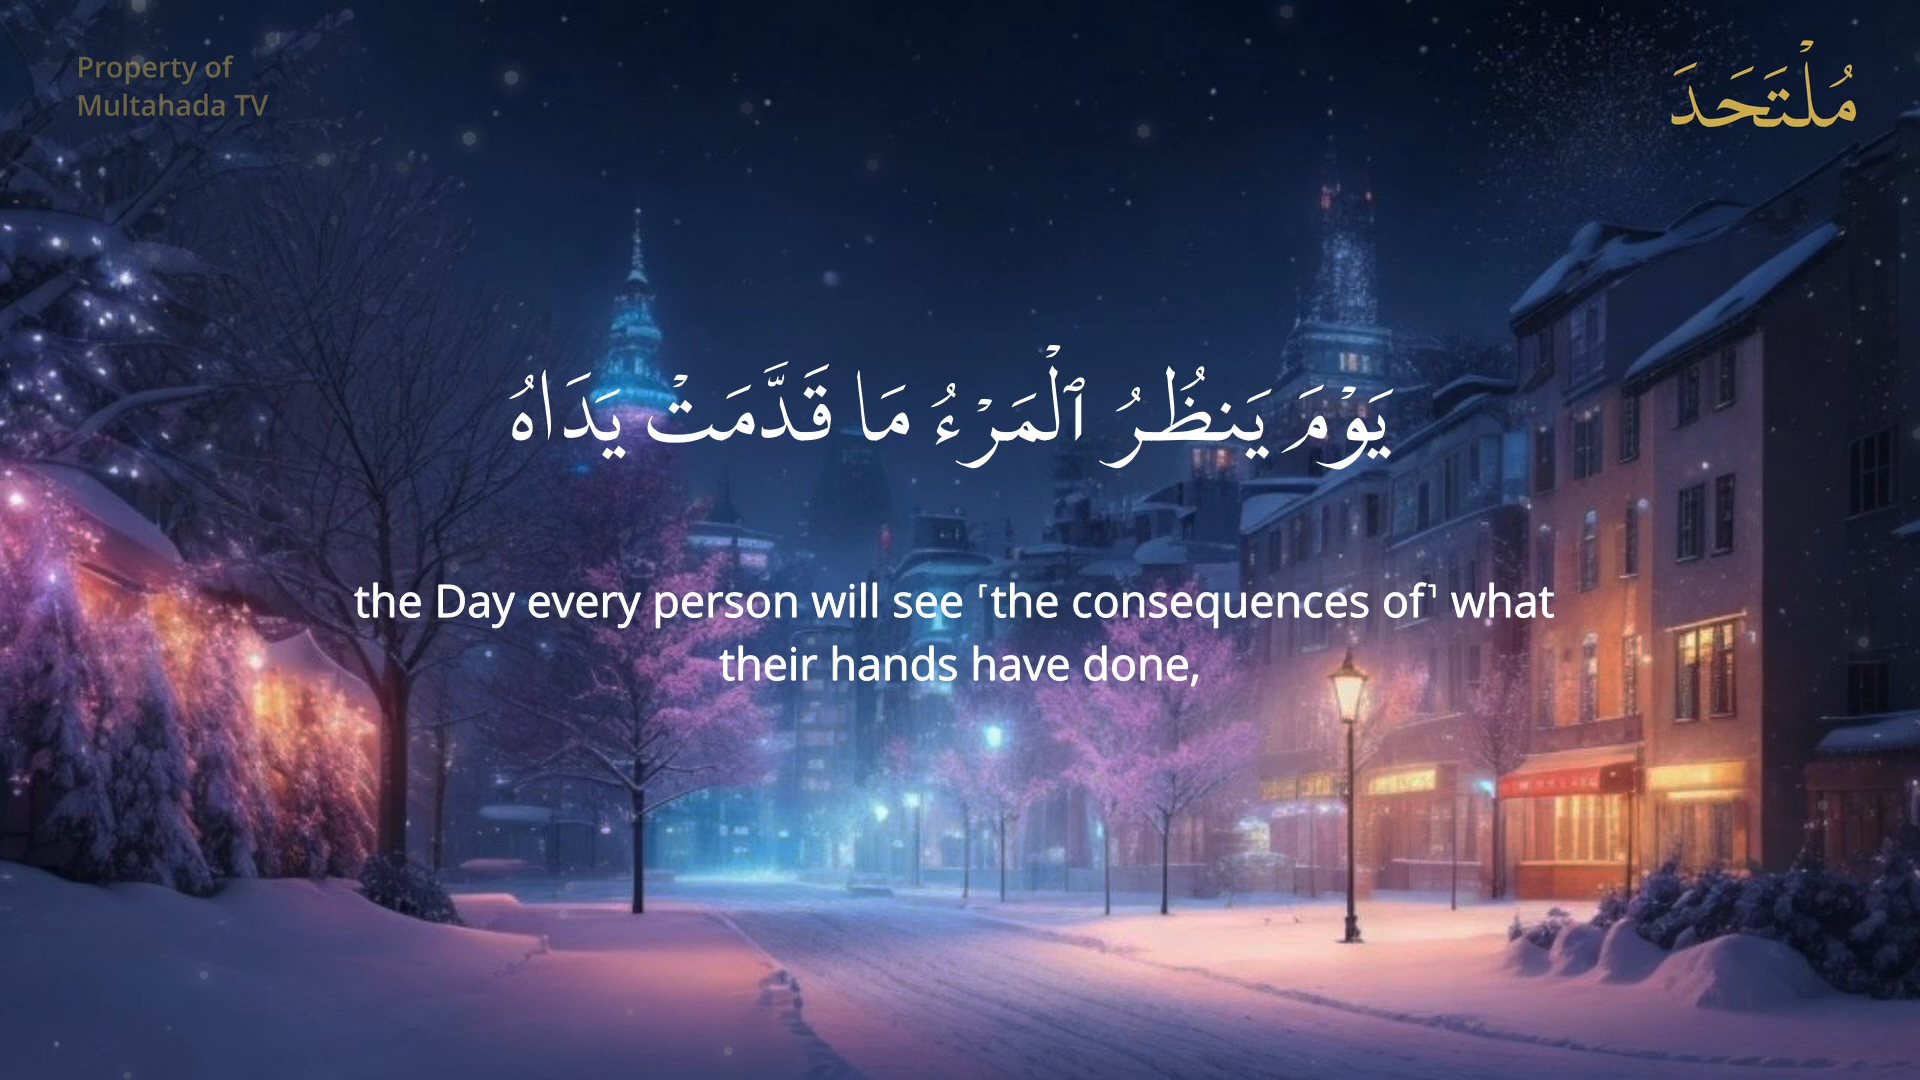 Property of
Multahada TV
مُلْتَحَدَ
يَوْمَ يَنظُرُ ٱلْمَرْءُ مَا قَدَّمَتْ يَدَاهُ
the Day every person will see ˹the consequences of˺ what
their hands have done,